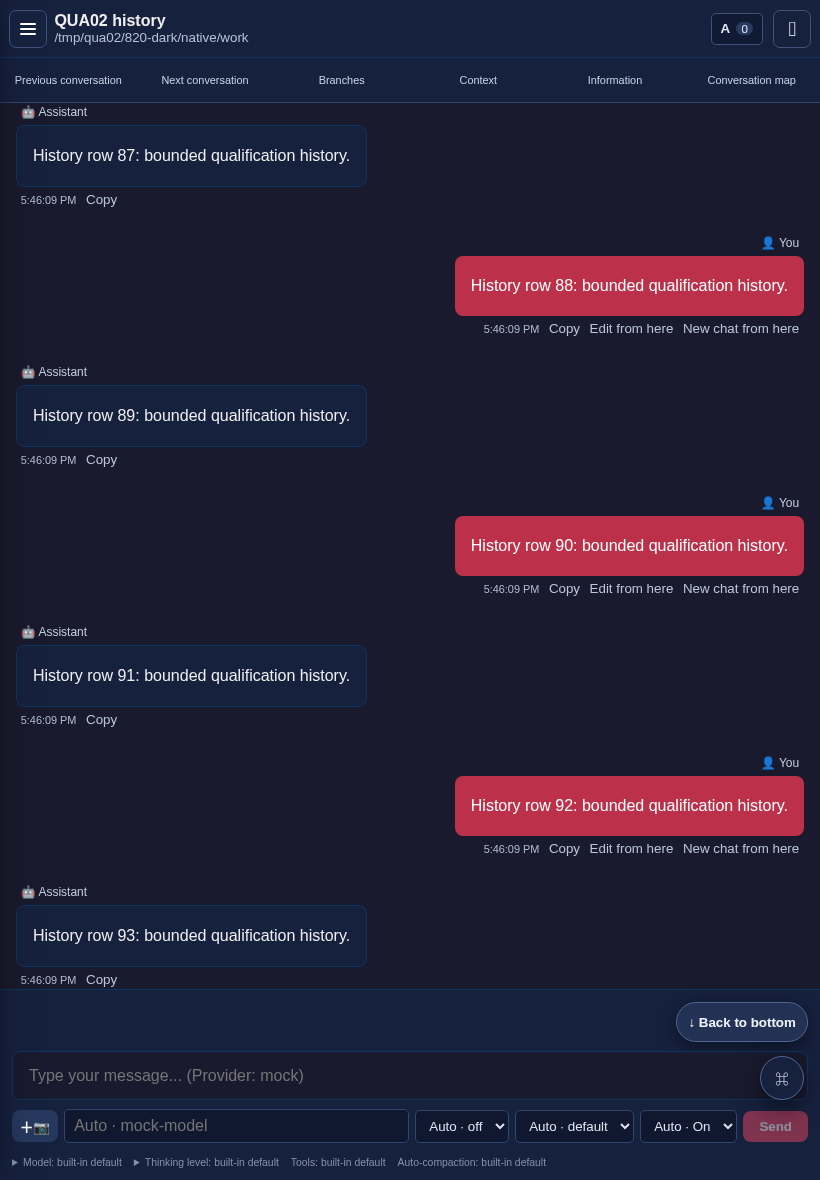 QUA02 history
/tmp/qua02/820-dark/native/work
A 0
Previous conversation Next conversation Branches Context Information Conversation map
Assistant
History row 87: bounded qualification history.
5:46:09 PM Copy
You
History row 88: bounded qualification history.
5:46:09 PM Copy Edit from here New chat from here
Assistant
History row 89: bounded qualification history.
5:46:09 PM Copy
You
History row 90: bounded qualification history.
5:46:09 PM Copy Edit from here New chat from here
Assistant
History row 91: bounded qualification history.
5:46:09 PM Copy
You
History row 92: bounded qualification history.
5:46:09 PM Copy Edit from here New chat from here
Assistant
History row 93: bounded qualification history.
5:46:09 PM Copy
↓ Back to bottom
Type your message... (Provider: mock)
⌘
+ Auto · mock-model Auto · off Auto · default Auto · On Send
Model: built-in default Thinking level: built-in default Tools: built-in default Auto-compaction: built-in default